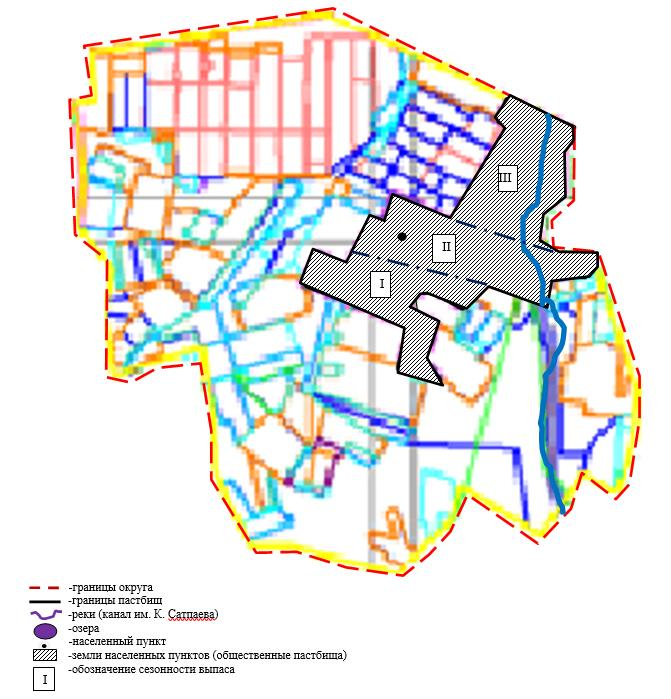 III
II
I
-границы округа
-границы пастбищ
-реки (канал им. К. Сатпаева)
-озера
-населенный пункт
-земли населенных пунктов (общественные пастбища)
I -обозначение сезонности выпаса